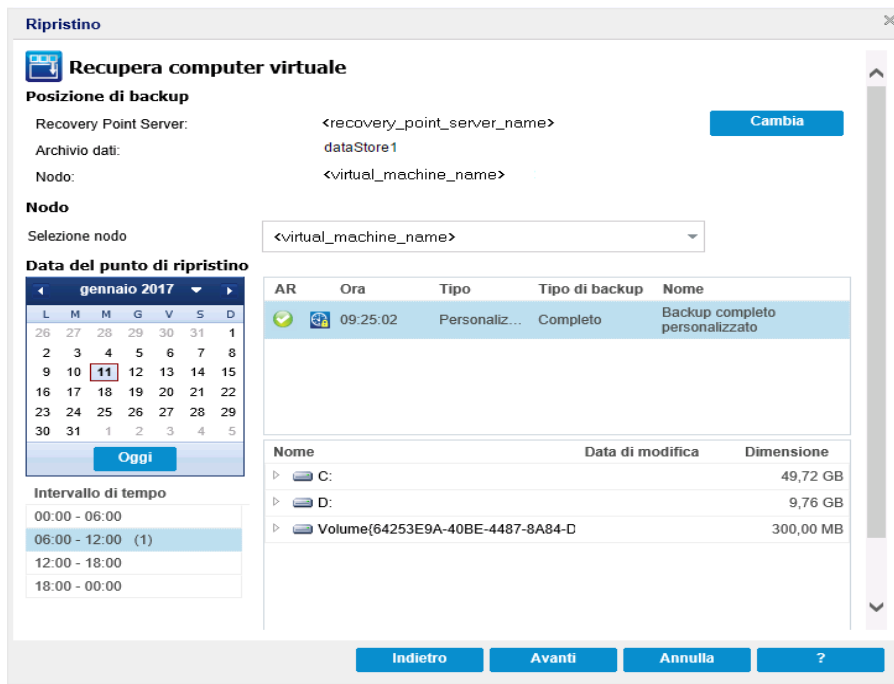 Ripristino
Recupera computer virtuale
Posizione di backup
Recovery Point Server: <recovery_point_server_name> Cambia
Archivio dati: dataStore1
Nodo: <virtual_machine_name>
Nodo
Selezione nodo <virtual_machine_name>
Data del punto di ripristino
gennaio 2017
L M M G V S D
26 27 28 29 30 31 1
2 3 4 5 6 7 8
9 10 11 12 13 14 15
16 17 18 19 20 21 22
23 24 25 26 27 28 29
30 31 1 2 3 4 5
Oggi
Intervallo di tempo
00:00 - 06:00
06:00 - 12:00 (1)
12:00 - 18:00
18:00 - 00:00
AR Ora Tipo Tipo di backup Nome
09:25:02 Personaliz... Completo Backup completo
personalizzato
Nome Data di modifica Dimensione
C: 49,72 GB
D: 9,76 GB
Volume{64253E9A-40BE-4487-8A84-D 300,00 MB
Indietro Avanti Annulla ?